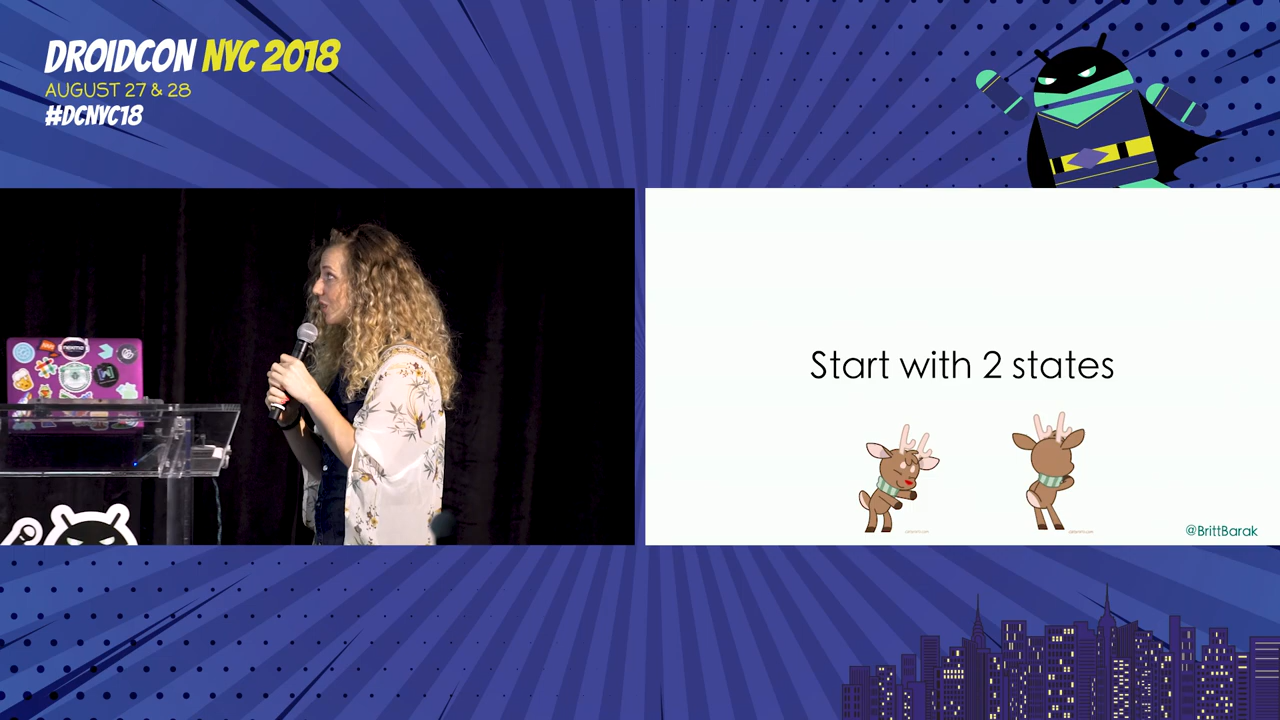 DROIDCON NYC 2018
AUGUST 27 & 28
#DCNYC18
Start with 2 states
@BrittBarak